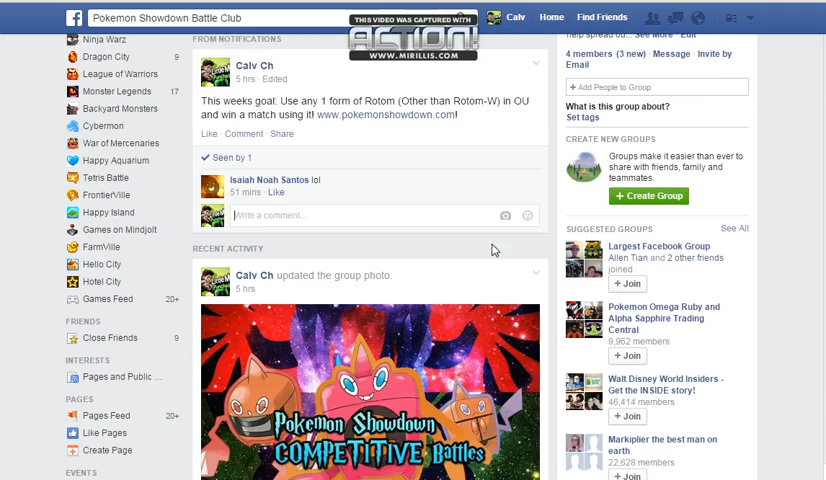 Pokemon Showdown Battle Club
THIS VIDEO WAS CAPTURED WITH
ACTION!
WWW.MIRILLIS.COM
Calv
Home
Find Friends
Ninja Warz
Dragon City 9
League of Warriors
Monster Legends 17
Backyard Monsters
Cybermon
War of Mercenaries
Happy Aquarium
Tetris Battle
FrontierVille
Happy Island
Games on Mindjolt
FarmVille
Hello City
Hotel City
Games Feed 20+
FRIENDS
Close Friends 9
INTERESTS
Pages and Public ...
PAGES
Pages Feed 20+
Like Pages
Create Page
EVENTS
FROM NOTIFICATIONS
Calv Ch
5 hrs · Edited
This weeks goal: Use any 1 form of Rotom (Other than Rotom-W) in OU
and win a match using it! www.pokemonshowdown.com!
Like · Comment · Share
Seen by 1
Isaiah Noah Santos lol
51 mins · Like
Write a comment...
RECENT ACTIVITY
Calv Ch updated the group photo.
5 hrs
Pokemon Showdown
COMPETITIVE Battles
help spread ou... See More · Edit
4 members (3 new) · Message · Invite by
Email
+ Add People to Group
What is this group about?
Set tags
CREATE NEW GROUPS
Groups make it easier than ever to
share with friends, family and
teammates.
+ Create Group
SUGGESTED GROUPS See All
Largest Facebook Group
Allen Tian and 2 other friends
joined
+ Join
Pokemon Omega Ruby and
Alpha Sapphire Trading
Central
9,962 members
+ Join
Walt Disney World Insiders -
Get the INSIDE story!
46,414 members
+ Join
Markiplier the best man on
earth
22,628 members
+ Join